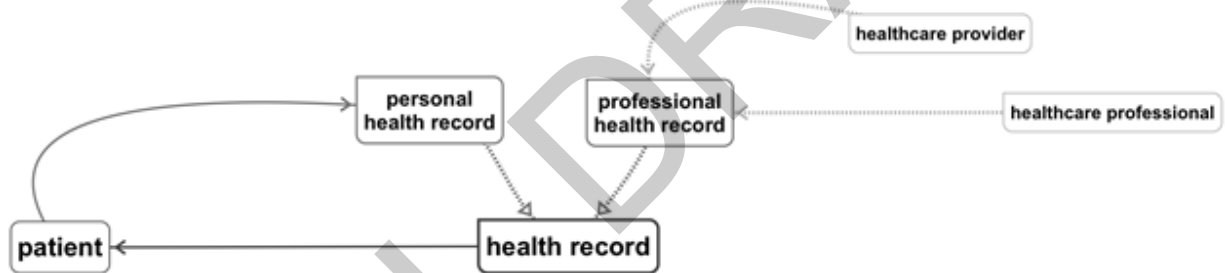 healthcare provider
personal
health record
professional
health record
healthcare professional
patient
health record